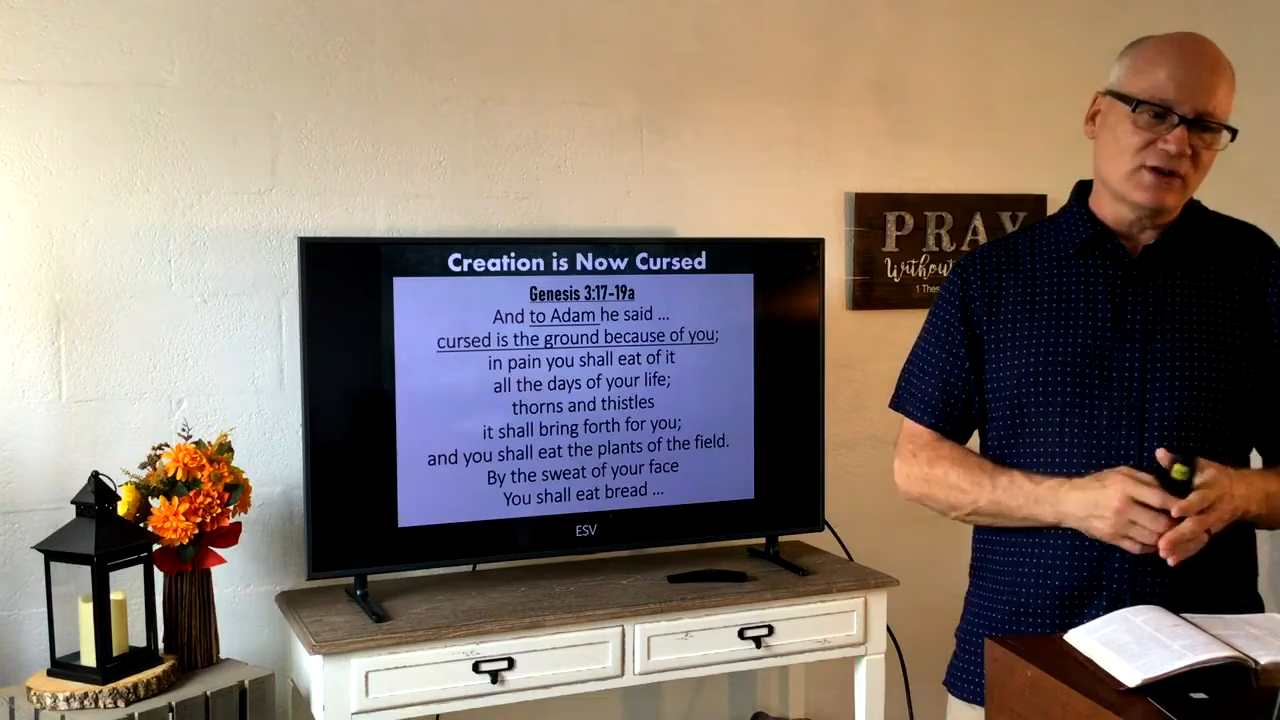 Creation is Now Cursed
Genesis 3:17-19a
And to Adam he said ...
cursed is the ground because of you;
in pain you shall eat of it
all the days of your life;
thorns and thistles
it shall bring forth for you;
and you shall eat the plants of the field.
By the sweat of your face
You shall eat bread ...
ESV
PRAY